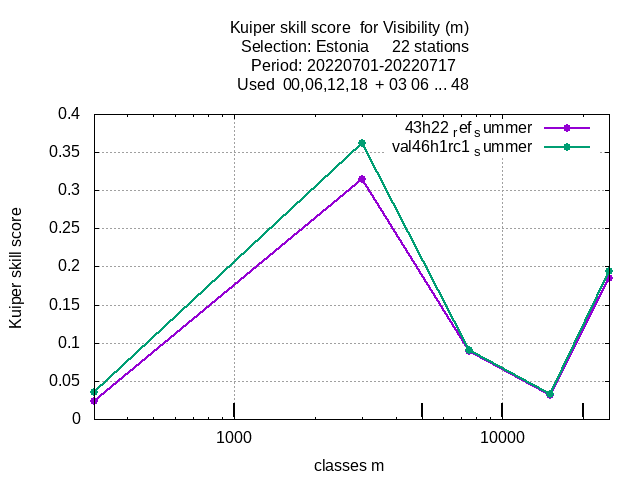 Kuiper skill score for Visibility (m)
Selection: Estonia 22 stations
Period: 20220701-20220717
Used 00,06,12,18 + 03 06 ... 48
43h22 ref summer
val46h1rc1 summer
0.4
0.35
0.3
0.25
0.2
0.15
0.1
0.05
0
Kuiper skill score
1000
10000
classes m